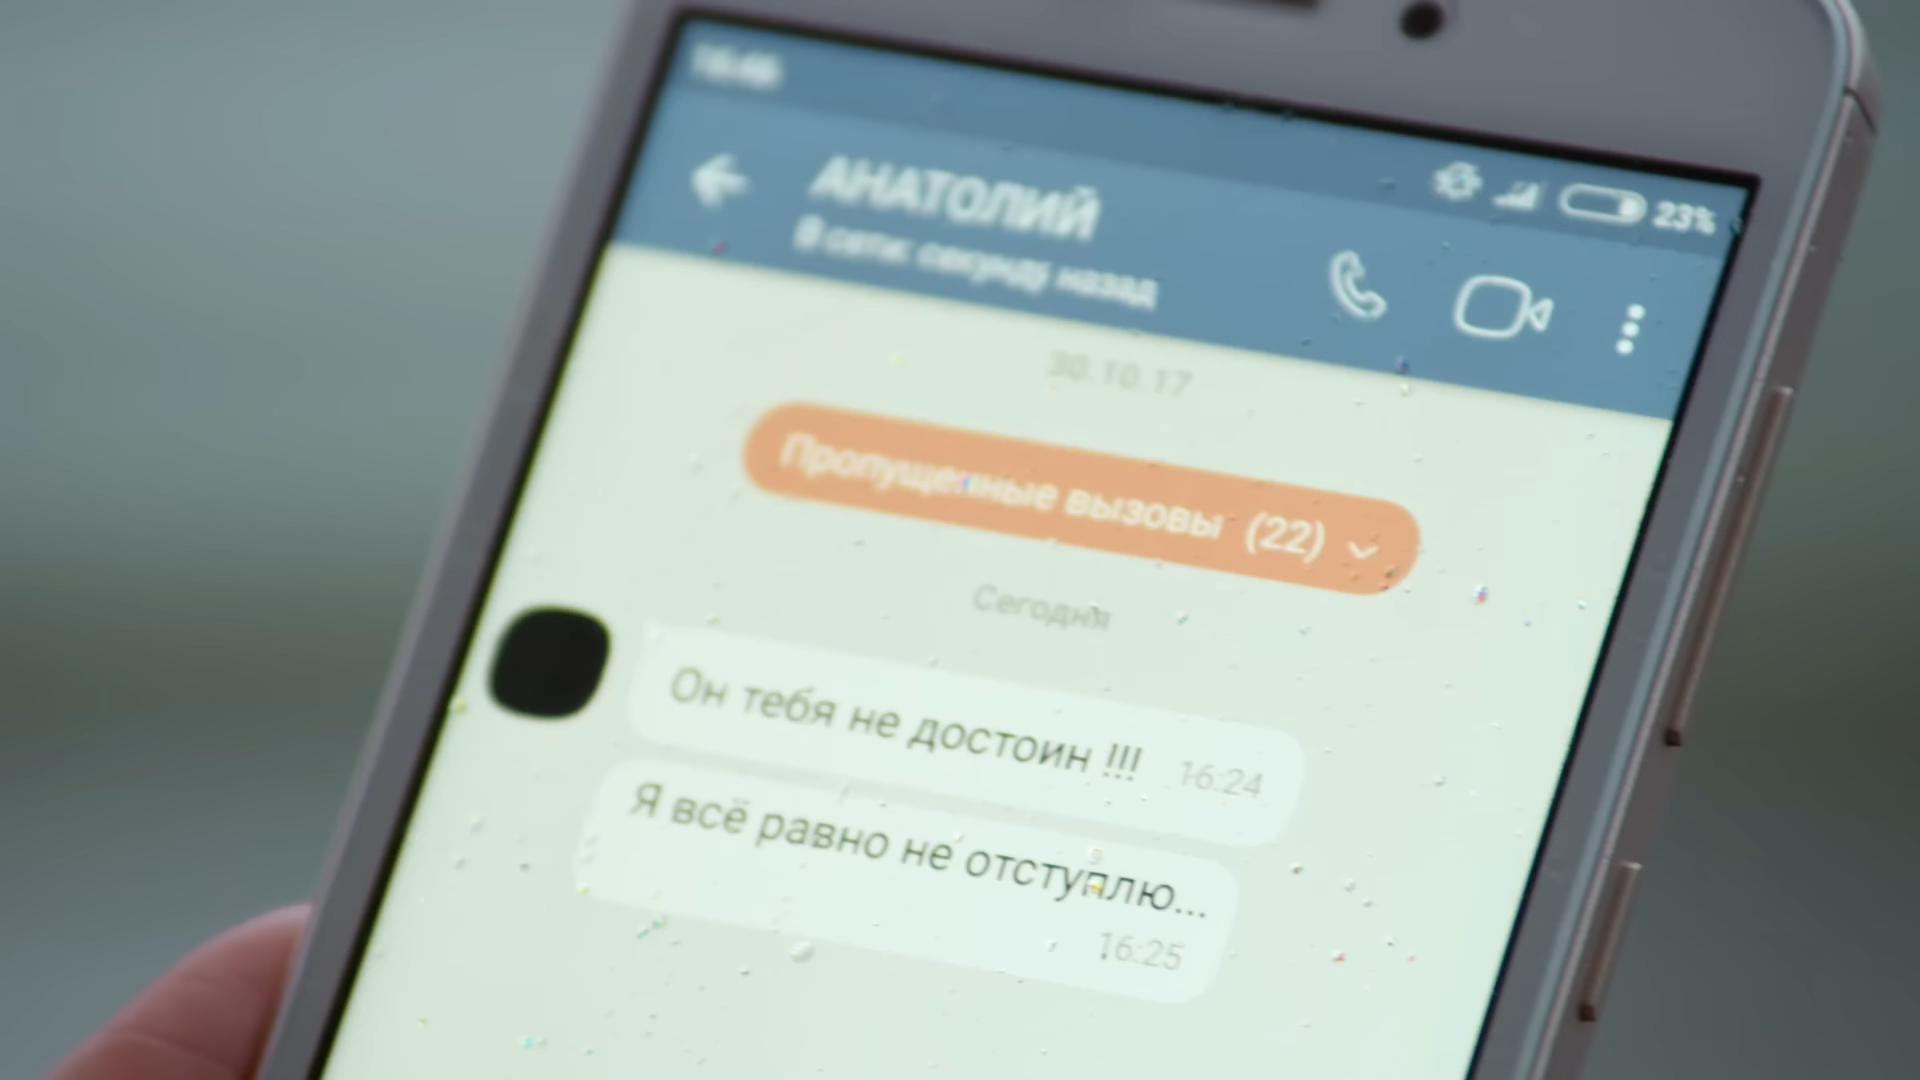 23%
АНАТОЛИЙ
В сети: секунду назад
30.10.17
Пропущенные вызовы (22)
Сегодня
Он тебя не достоин !!! 16:24
Я всё равно не отступлю...
16:25